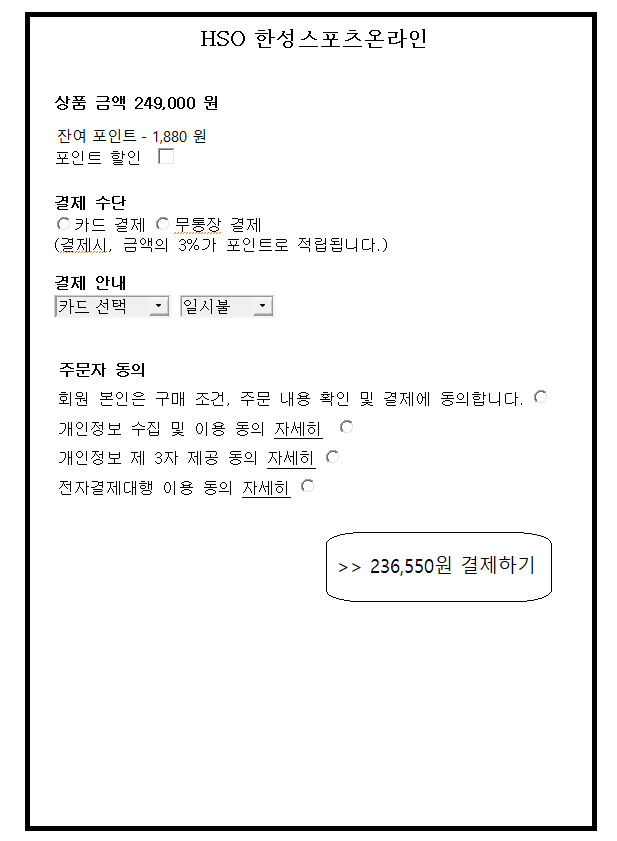 HSO 한성스포츠온라인
상품 금액 249,000 원
잔여 포인트 - 1,880 원
포인트 할인
결제 수단
카드 결제 무통장 결제
(결제시, 금액의 3%가 포인트로 적립됩니다.)
결제 안내
카드 선택 일시불
주문자 동의
회원 본인은 구매 조건, 주문 내용 확인 및 결제에 동의합니다.
개인정보 수집 및 이용 동의 자세히
개인정보 제 3자 제공 동의 자세히
전자결제대행 이용 동의 자세히
>> 236,550원 결제하기